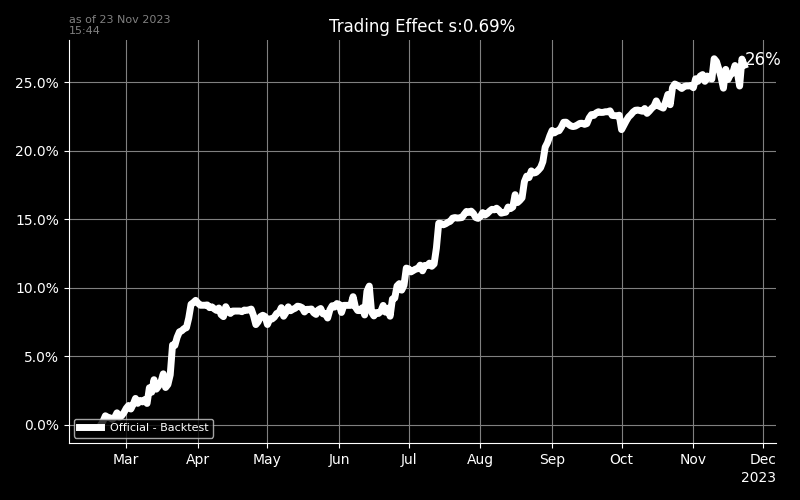 as of 23 Nov 2023
15:44
Trading Effect s:0.69%
26%
25.0%
20.0%
15.0%
10.0%
5.0%
0.0%
Official - Backtest
Mar Apr May Jun Jul Aug Sep Oct Nov Dec
2023